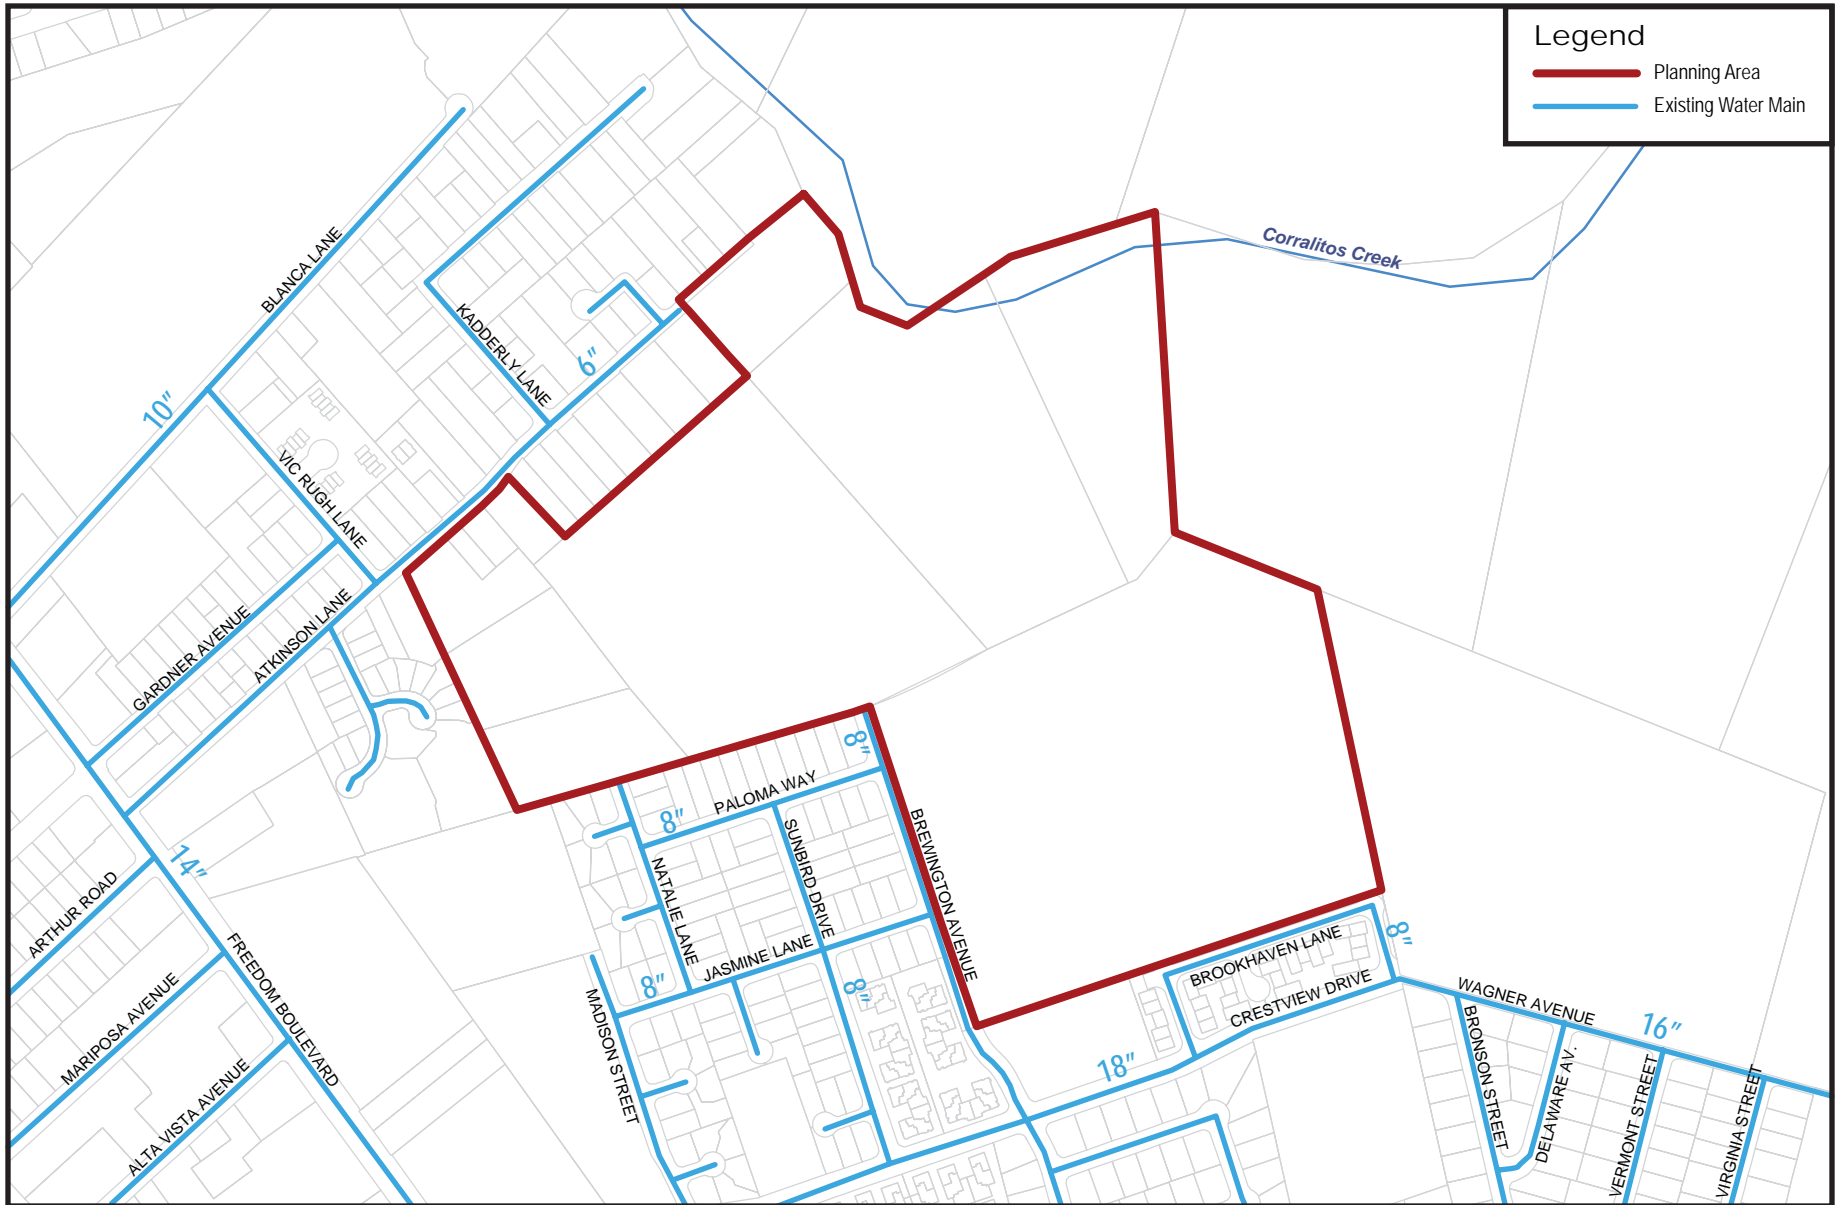 Legend
Planning Area
Existing Water Main
Corralitos Creek
BLANCA LANE
KADDERLY LANE
6"
10"
VIC RUGH LANE
GARDNER AVENUE
ATKINSON LANE
8"
PALOMA WAY
8"
BREWINGTON AVENUE
SUNBIRD DRIVE
NATALIE LANE
14"
ARTHUR ROAD
FREEDOM BOULEVARD
JASMINE LANE
8"
8"
BROOKHAVEN LANE
8"
CRESTVIEW DRIVE
WAGNER AVENUE
16"
MARIPOSA AVENUE
MADISON STREET
18"
BRONSON STREET
DELAWARE AV.
VERMONT STREET
VIRGINIA STREET
ALTA VISTA AVENUE